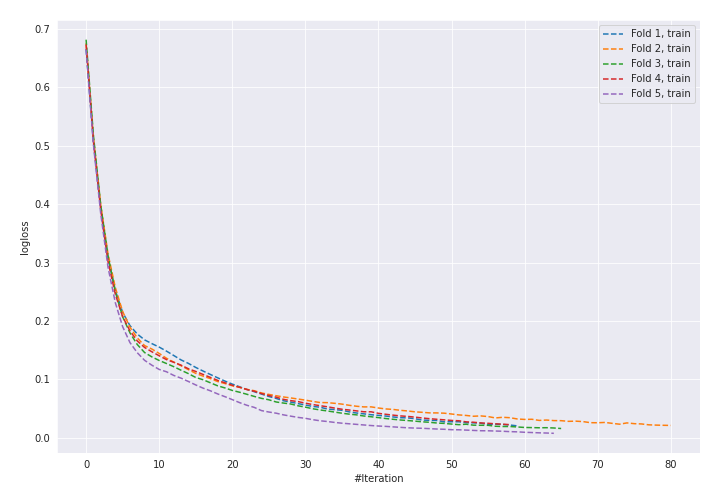 0.7
0.6
0.5
0.4
0.3
0.2
0.1
0.0
logloss
0 10 20 30 40 50 60 70 80
#Iteration
Fold 1, train
Fold 2, train
Fold 3, train
Fold 4, train
Fold 5, train